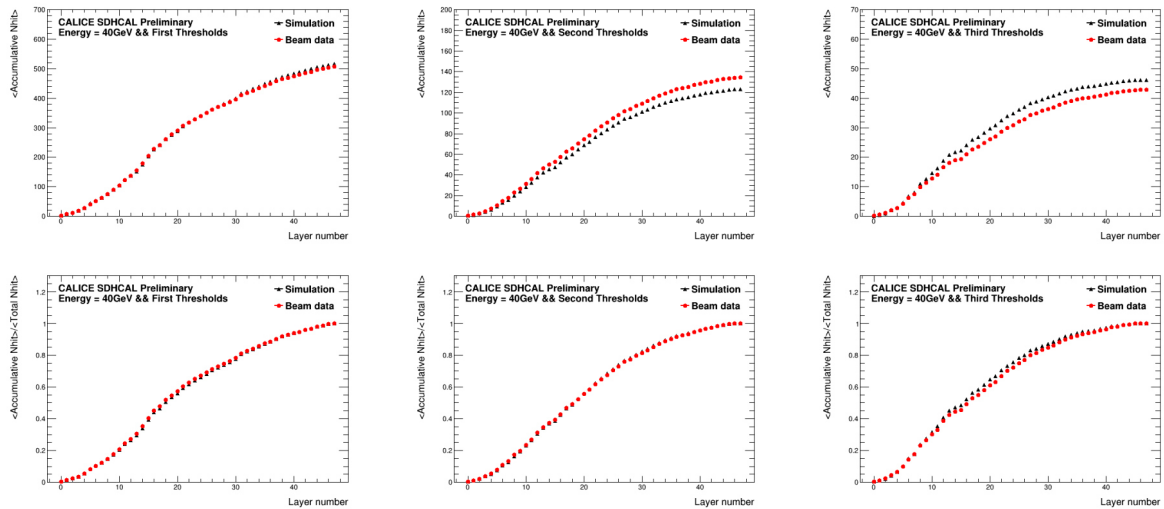 <Accumulative Nhit>
700
600
500
400
300
200
100
0
CALICE SDHCAL Preliminary
Energy = 40GeV && First Thresholds
Simulation
Beam data
0 10 20 30 40
Layer number
<Accumulative Nhit>
200
180
160
140
120
100
80
60
40
20
0
CALICE SDHCAL Preliminary
Energy = 40GeV && Second Thresholds
Simulation
Beam data
0 10 20 30 40
Layer number
<Accumulative Nhit>
70
60
50
40
30
20
10
0
CALICE SDHCAL Preliminary
Energy = 40GeV && Third Thresholds
Simulation
Beam data
0 10 20 30 40
Layer number
<Accumulative Nhit>/<Total Nhit>
1.2
1
0.8
0.6
0.4
0.2
0
CALICE SDHCAL Preliminary
Energy = 40GeV && First Thresholds
Simulation
Beam data
0 10 20 30 40
Layer number
<Accumulative Nhit>/<Total Nhit>
1.2
1
0.8
0.6
0.4
0.2
0
CALICE SDHCAL Preliminary
Energy = 40GeV && Second Thresholds
Simulation
Beam data
0 10 20 30 40
Layer number
<Accumulative Nhit>/<Total Nhit>
1.2
1
0.8
0.6
0.4
0.2
0
CALICE SDHCAL Preliminary
Energy = 40GeV && Third Thresholds
Simulation
Beam data
0 10 20 30 40
Layer number